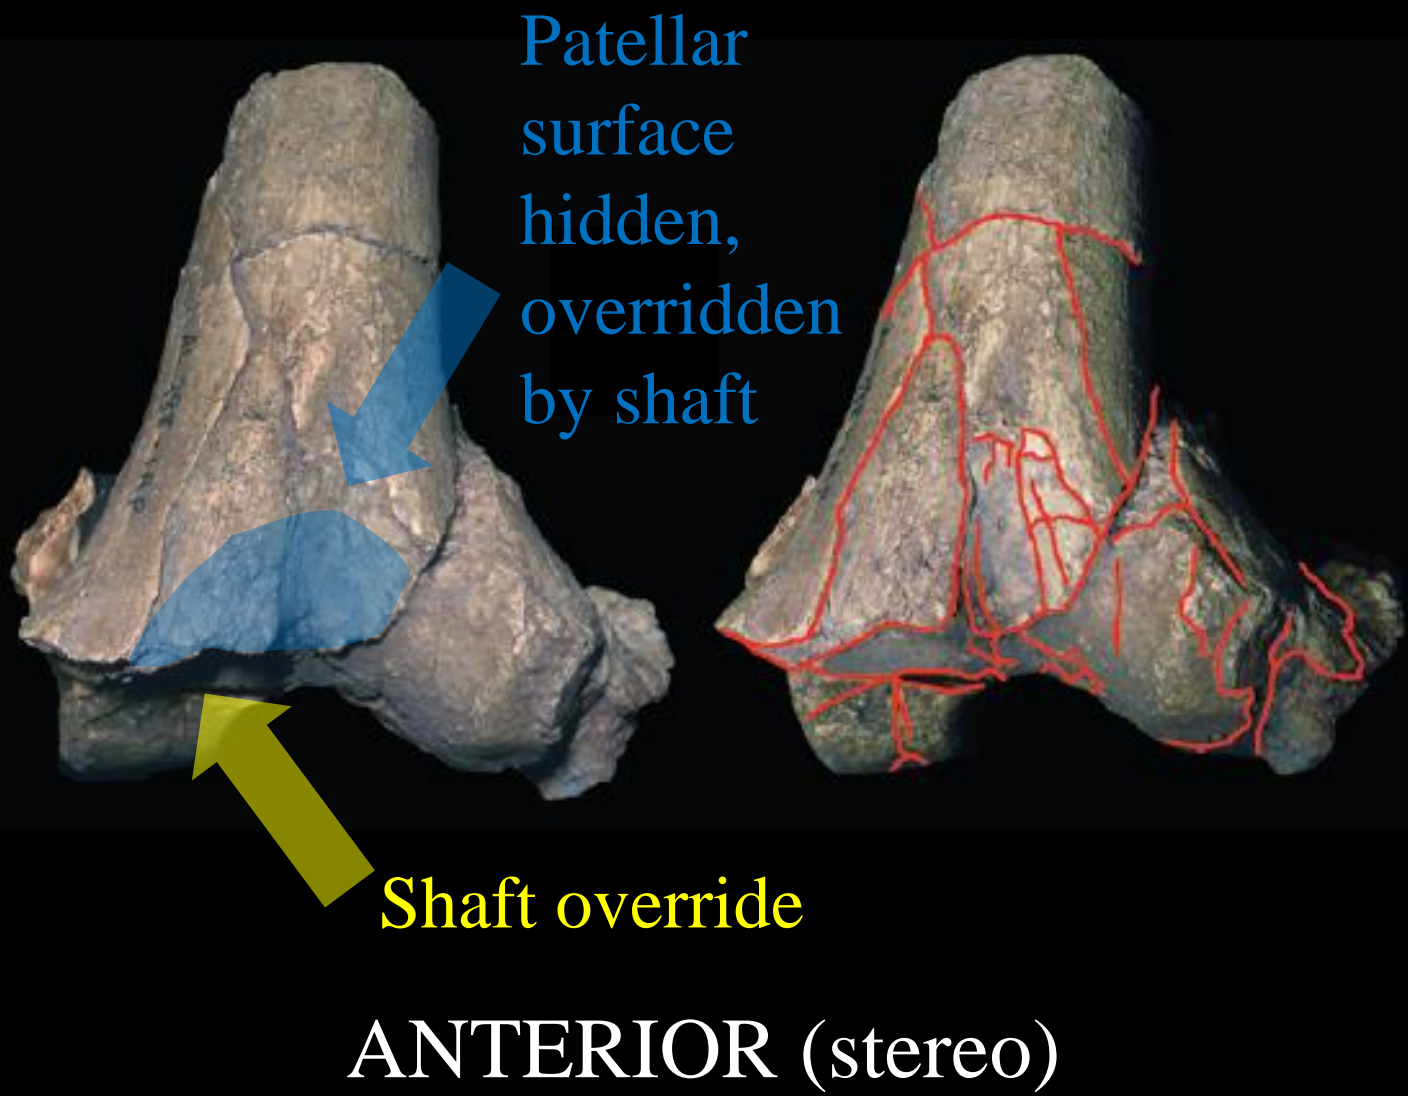 Patellar
surface
hidden,
overridden
by shaft
Shaft override
ANTERIOR (stereo)